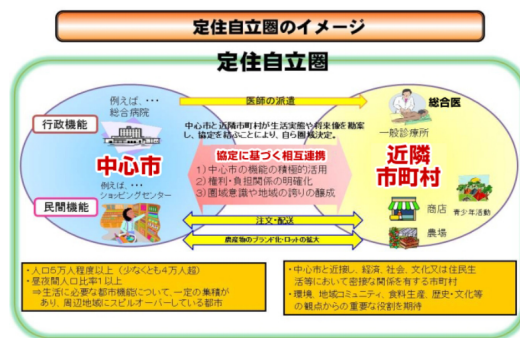 定住自立圏のイメージ
定住自立圏
例えば、・・・
総合病院
行政機能
中心市
例えば、・・・
ショッピングセンター
民間機能
医師の派遣
中心市と近隣市町村が生活実態や将来像を勘案
し、協定を結ぶことにより、自ら圏域決定。
協定に基づく相互連携
1)中心市の機能の積極的活用
2)権利・負担関係の明確化
3)圏域意識や地域の誇りの醸成
注文・配送
農産物のブランド化・ロットの拡大
総合医
一般診療所
近隣
市町村
商店
青少年活動
農場
・人口5万人程度以上(少なくとも4万人超)
・昼夜間人口比率1以上
⇒生活に必要な都市機能について、一定の集積が
あり、周辺地域にスピルオーバーしている都市
・中心市と近接し、経済、社会、文化又は住民生
活等において密接な関係を有する市町村
・環境、地域コミュニティ、食料生産、歴史・文化等
の観点からの重要な役割を期待